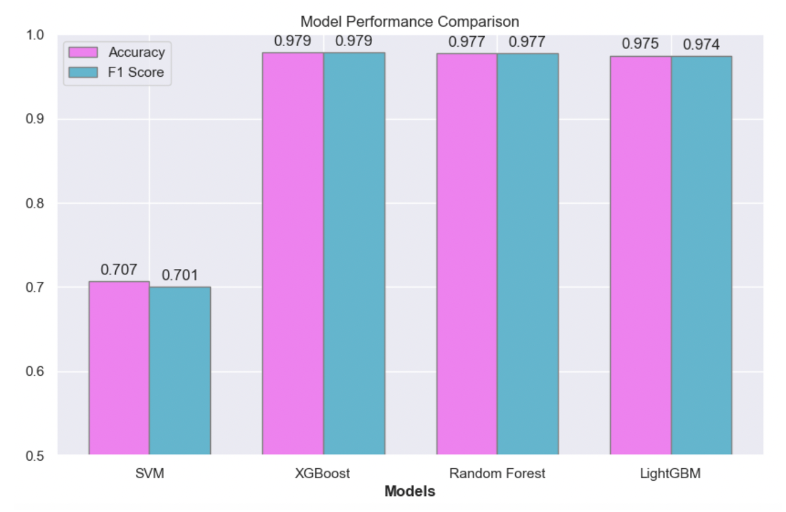 Model Performance Comparison
1.0
0.9
0.8
0.7
0.6
0.5
Accuracy
F1 Score
0.707
0.701
0.979
0.979
0.977
0.977
0.975
0.974
SVM
XGBoost
Random Forest
LightGBM
Models